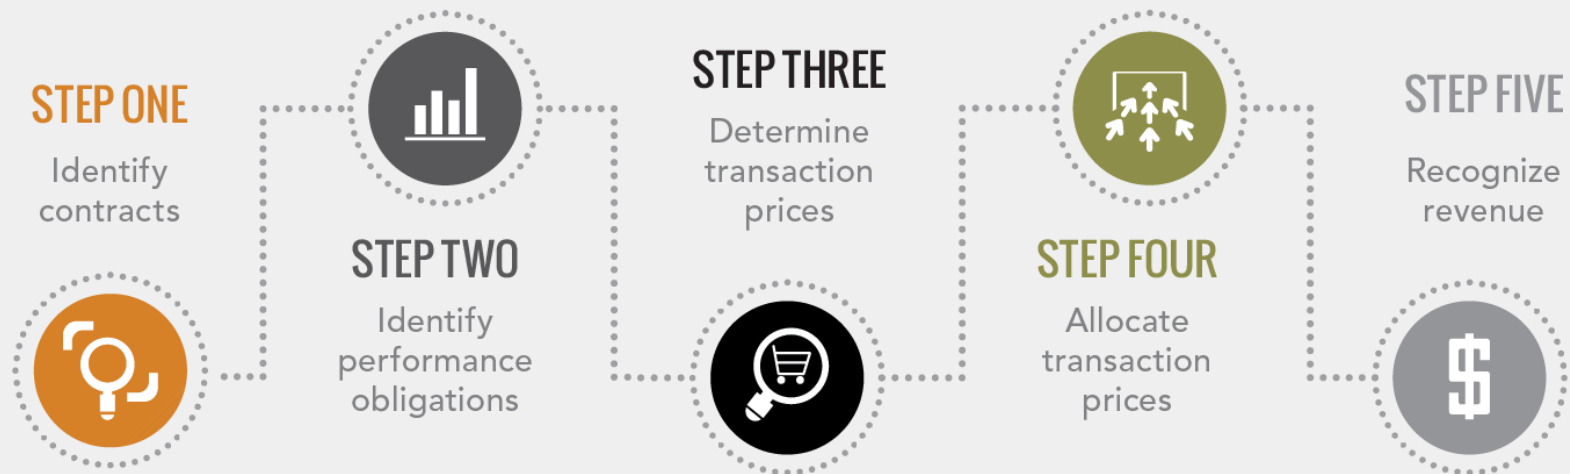 STEP ONE
Identify
contracts
STEP TWO
Identify
performance
obligations
STEP THREE
Determine
transaction
prices
STEP FOUR
Allocate
transaction
prices
STEP FIVE
Recognize
revenue